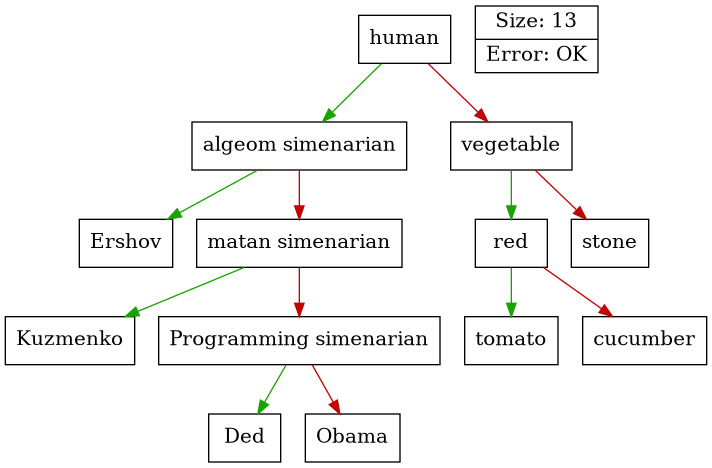 human
Size: 13
Error: OK
algeom simenarian
vegetable
Ershov
matan simenarian
red
stone
Kuzmenko
Programming simenarian
tomato
cucumber
Ded
Obama